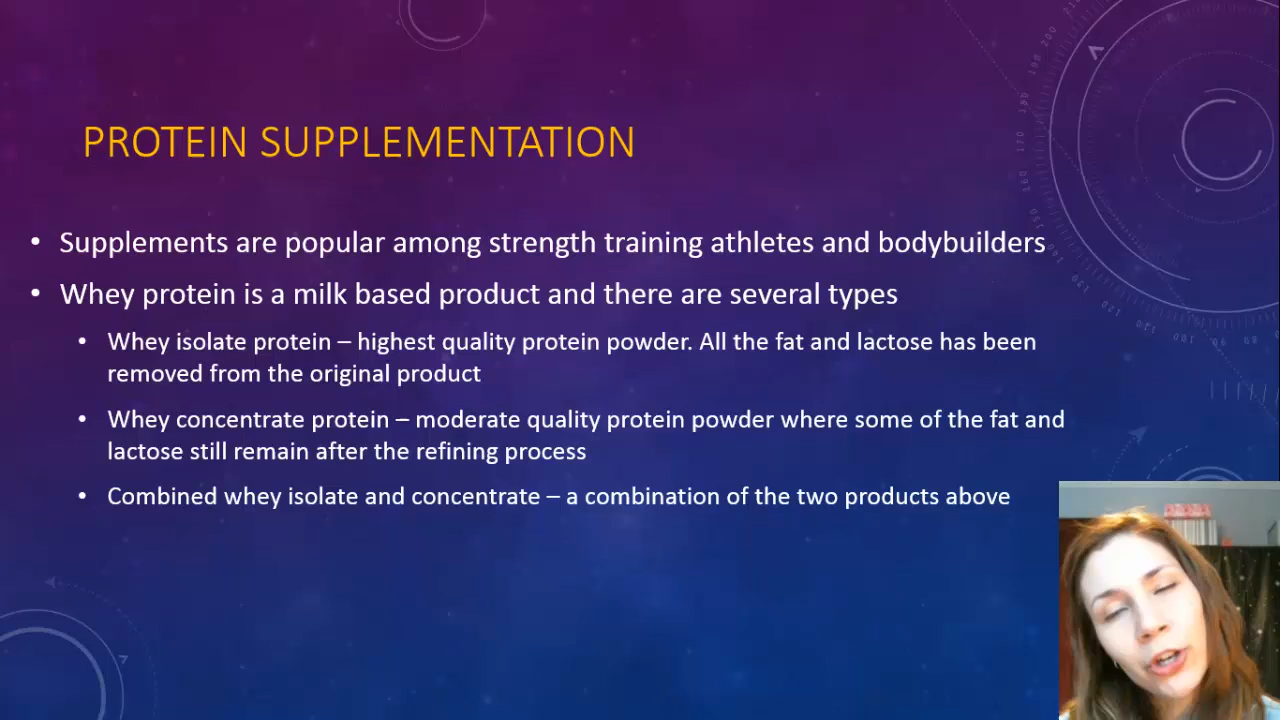 PROTEIN SUPPLEMENTATION
• Supplements are popular among strength training athletes and bodybuilders
• Whey protein is a milk based product and there are several types
• Whey isolate protein – highest quality protein powder. All the fat and lactose has been
removed from the original product
• Whey concentrate protein – moderate quality protein powder where some of the fat and
lactose still remain after the refining process
• Combined whey isolate and concentrate – a combination of the two products above